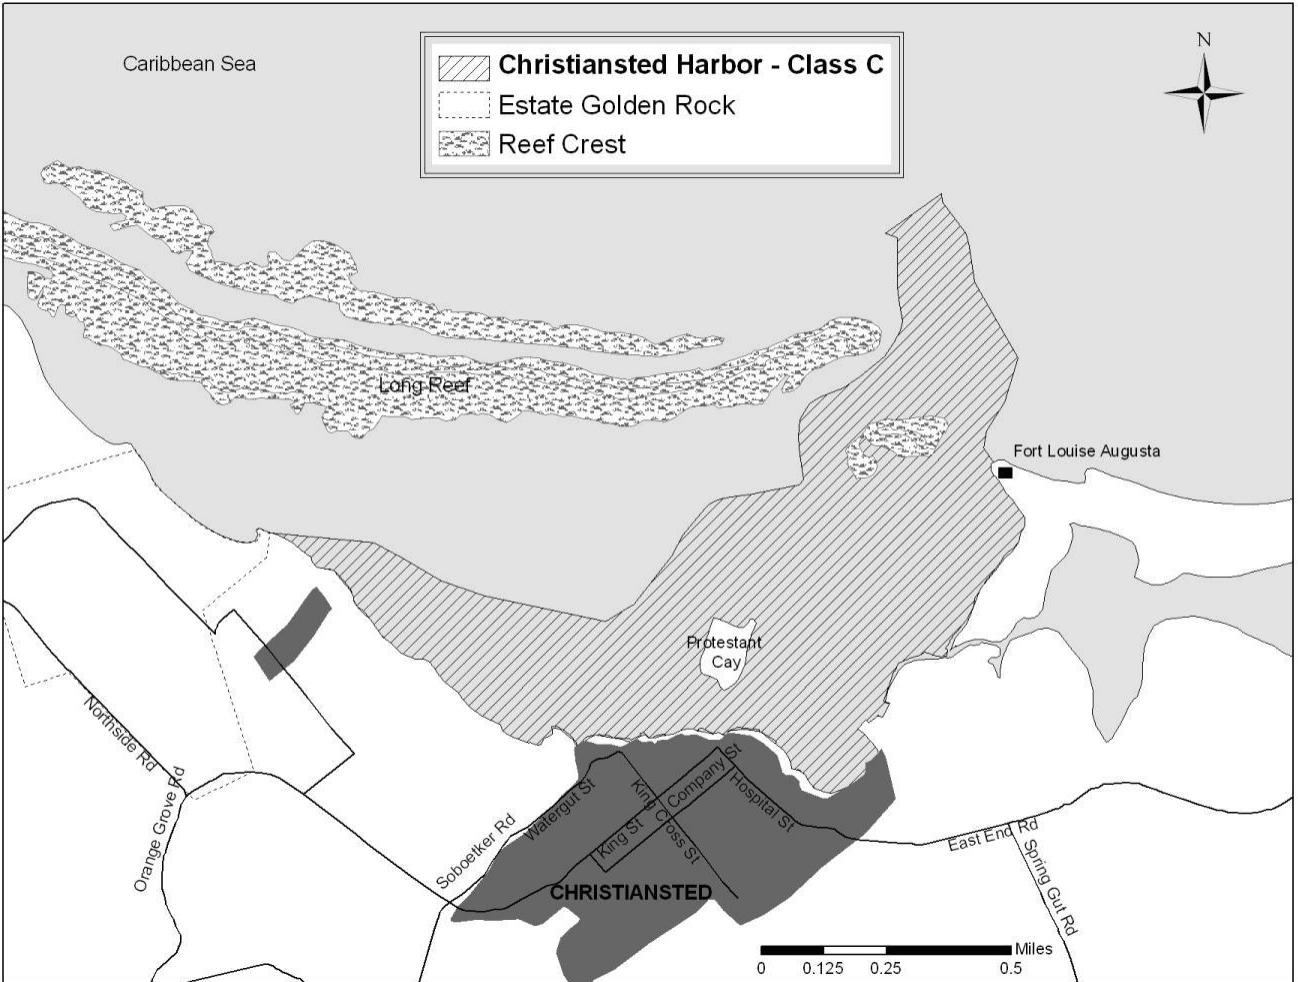 Caribbean Sea
Christiansted Harbor - Class C
Estate Golden Rock
Reef Crest
N
Long Reef
Fort Louise Augusta
Protestant
Cay
Northside Rd
Orange Grove Rd
Soboetker Rd
Watergut St
King St
King Cross St
Company St
Hospital St
East End Rd
Spring Gut Rd
CHRISTIANSTED
Miles
0 0.125 0.25 0.5